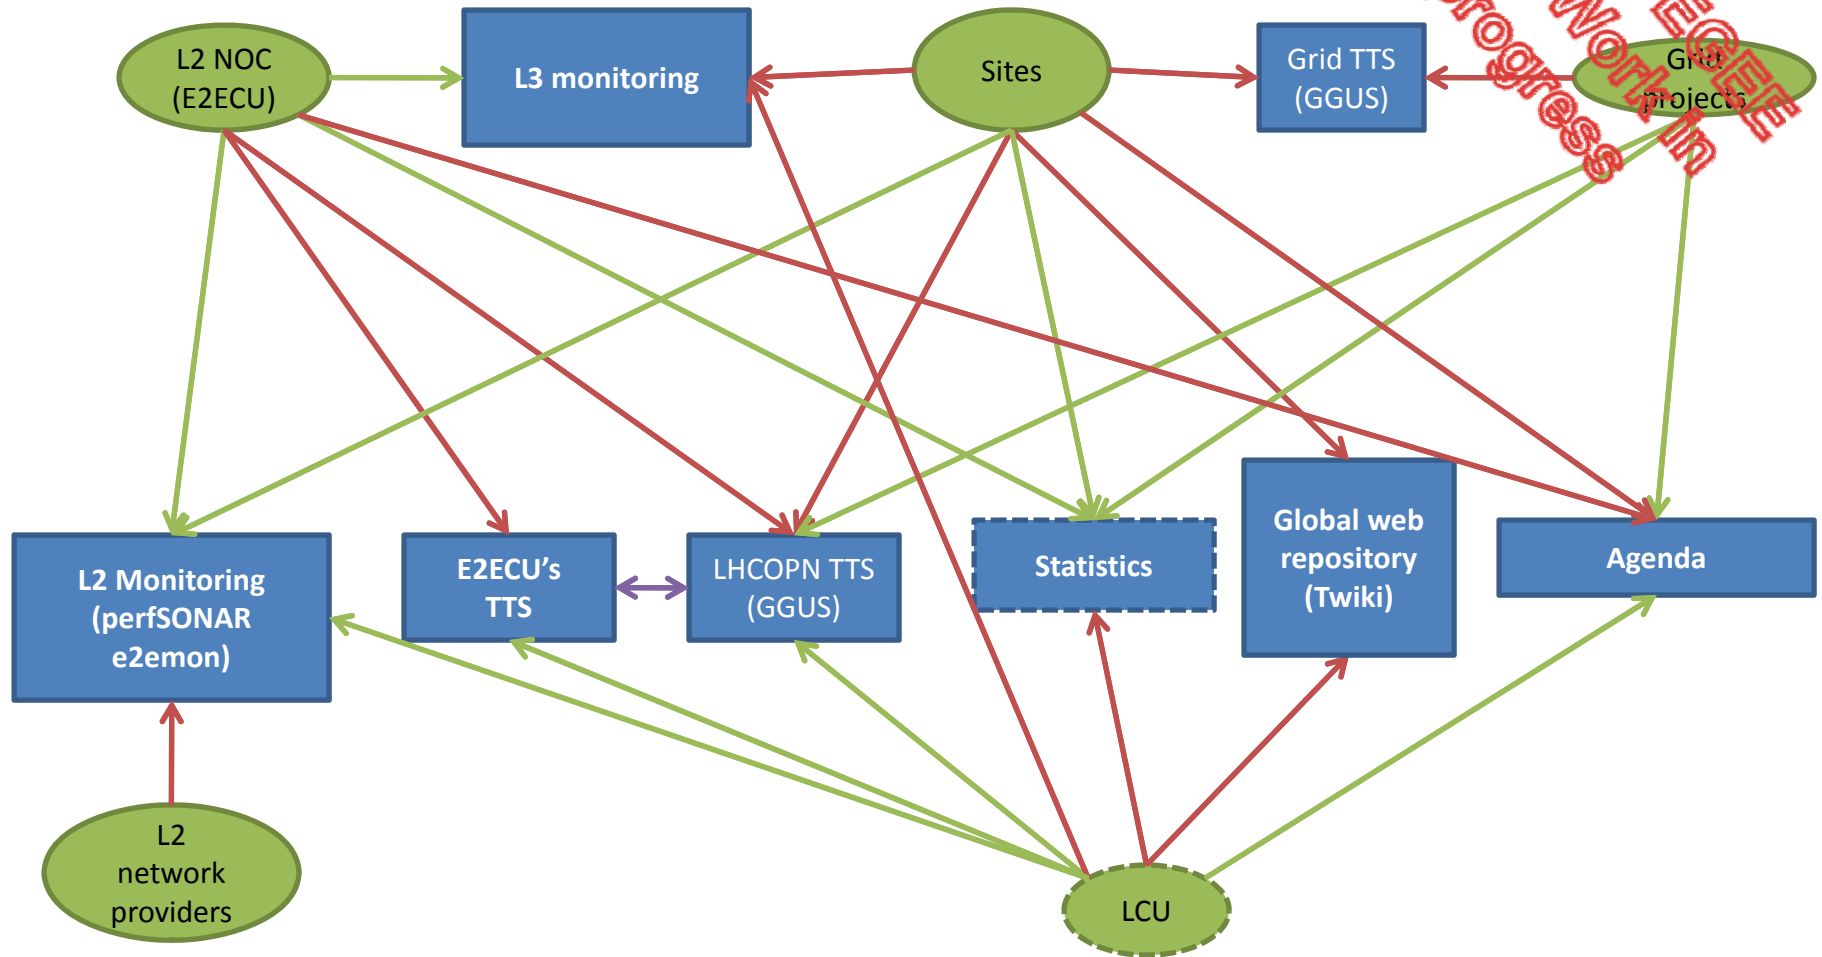 L2 NOC
(E2ECU)
L3 monitoring
Sites
Grid TTS
(GGUS)
Grid
projects
EGEE
Work in
progress
L2 Monitoring
(perfSONAR
e2emon)
E2ECU's
TTS
LHCOPN TTS
(GGUS)
Statistics
Global web
repository
(Twiki)
Agenda
L2
network
providers
LCU